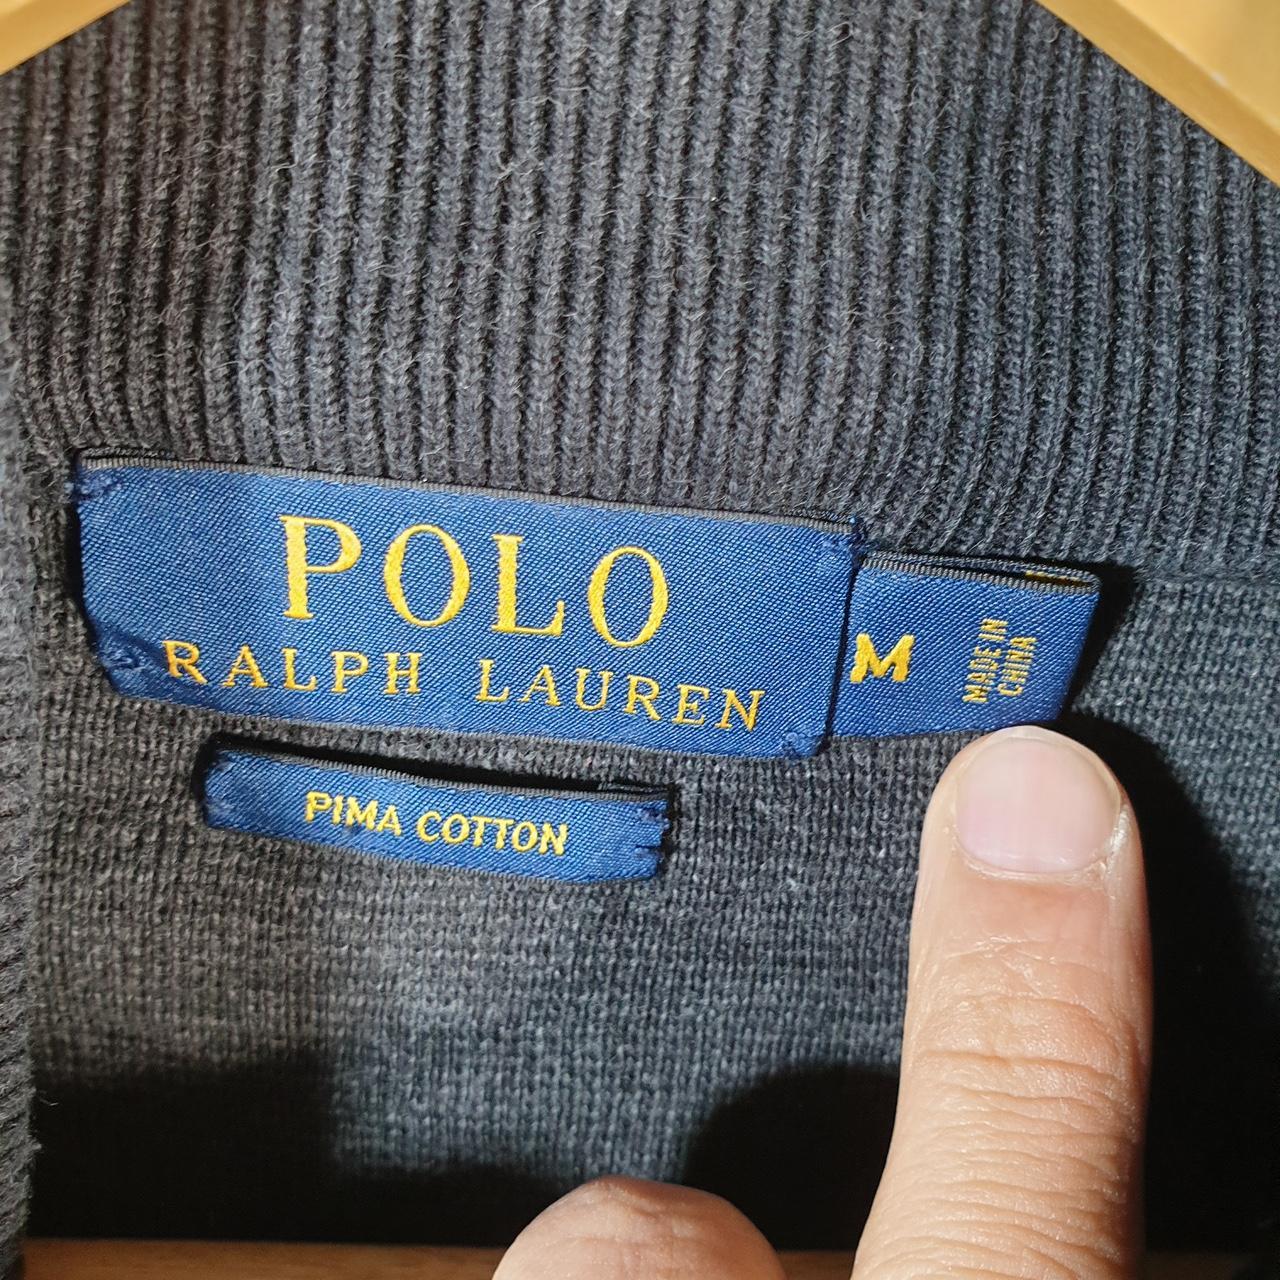 POLO
RALPH LAUREN
M
MADE IN
CHINA
PIMA COTTON